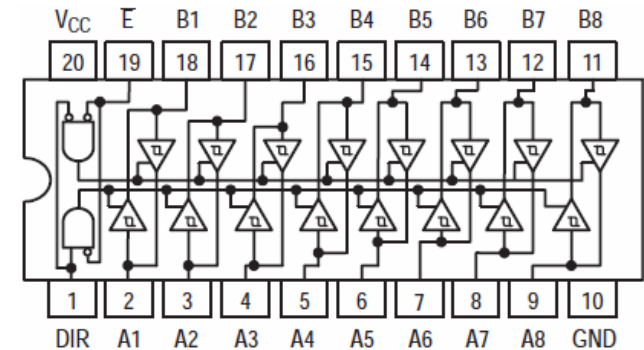 V_CC E̅ B1 B2 B3 B4 B5 B6 B7 B8
20 19 18 17 16 15 14 13 12 11
1 2 3 4 5 6 7 8 9 10
DIR A1 A2 A3 A4 A5 A6 A7 A8 GND